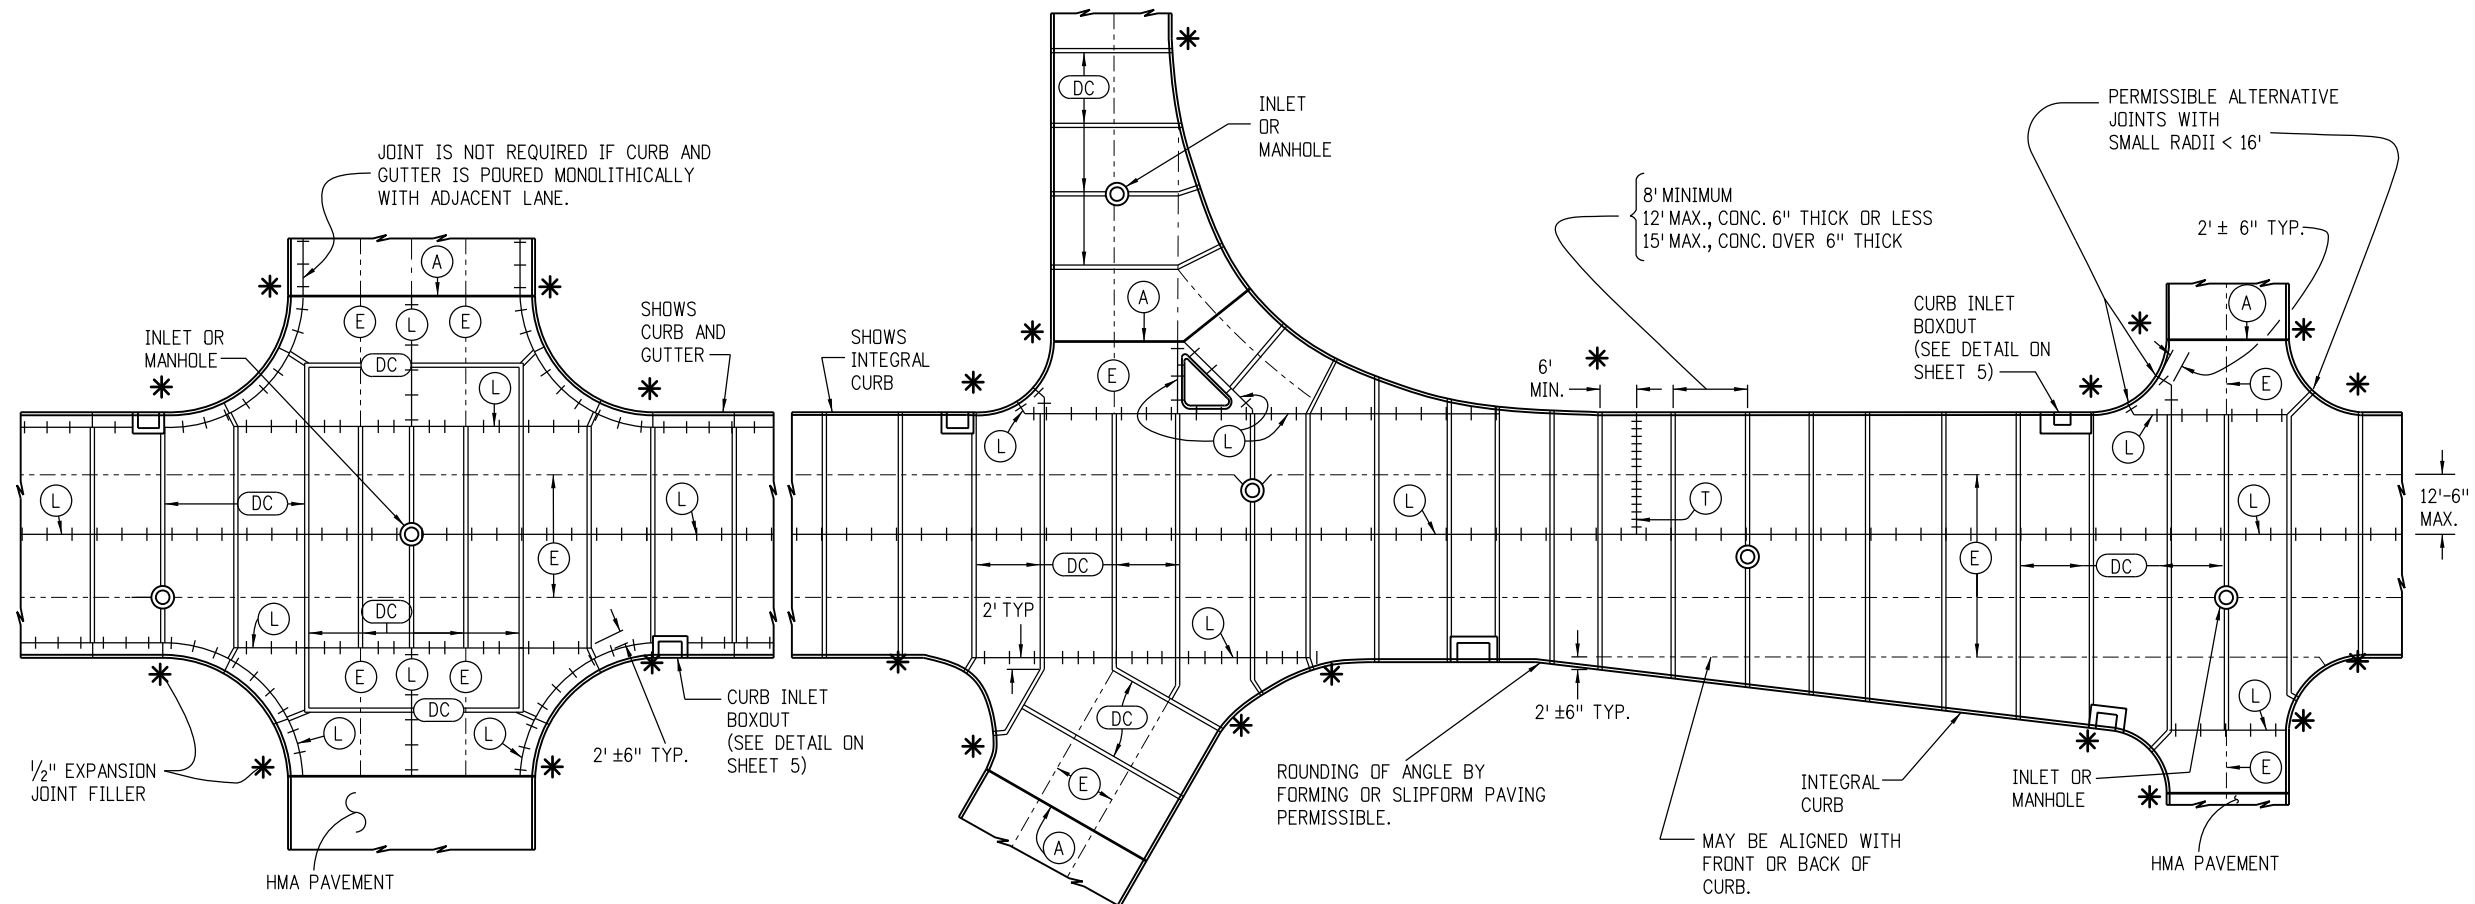 JOINT IS NOT REQUIRED IF CURB AND
GUTTER IS POURED MONOLITHICALLY
WITH ADJACENT LANE.
A
E
L
E
DC
L
INLET OR
MANHOLE
SHOWS
CURB AND
GUTTER
L
DC
L
E
L
DC
E
L
E
DC
L
L
2' ±6" TYP.
CURB INLET
BOXOUT
(SEE DETAIL ON
SHEET 5)
1/2" EXPANSION
JOINT FILLER
HMA PAVEMENT
DC
INLET
OR
MANHOLE
A
E
SHOWS
INTEGRAL
CURB
L
L
DC
2' TYP
L
DC
E
A
8' MINIMUM
12' MAX., CONC. 6" THICK OR LESS
15' MAX., CONC. OVER 6" THICK
6'
MIN.
L
T
2' ±6" TYP.
ROUNDING OF ANGLE BY
FORMING OR SLIPFORM PAVING
PERMISSIBLE.
MAY BE ALIGNED WITH
FRONT OR BACK OF
CURB.
INTEGRAL
CURB
PERMISSIBLE ALTERNATIVE
JOINTS WITH
SMALL RADII < 16'
2' ± 6" TYP.
CURB INLET
BOXOUT
(SEE DETAIL ON
SHEET 5)
A
E
L
L
12'-6"
MAX.
E
DC
L
E
INLET OR
MANHOLE
HMA PAVEMENT